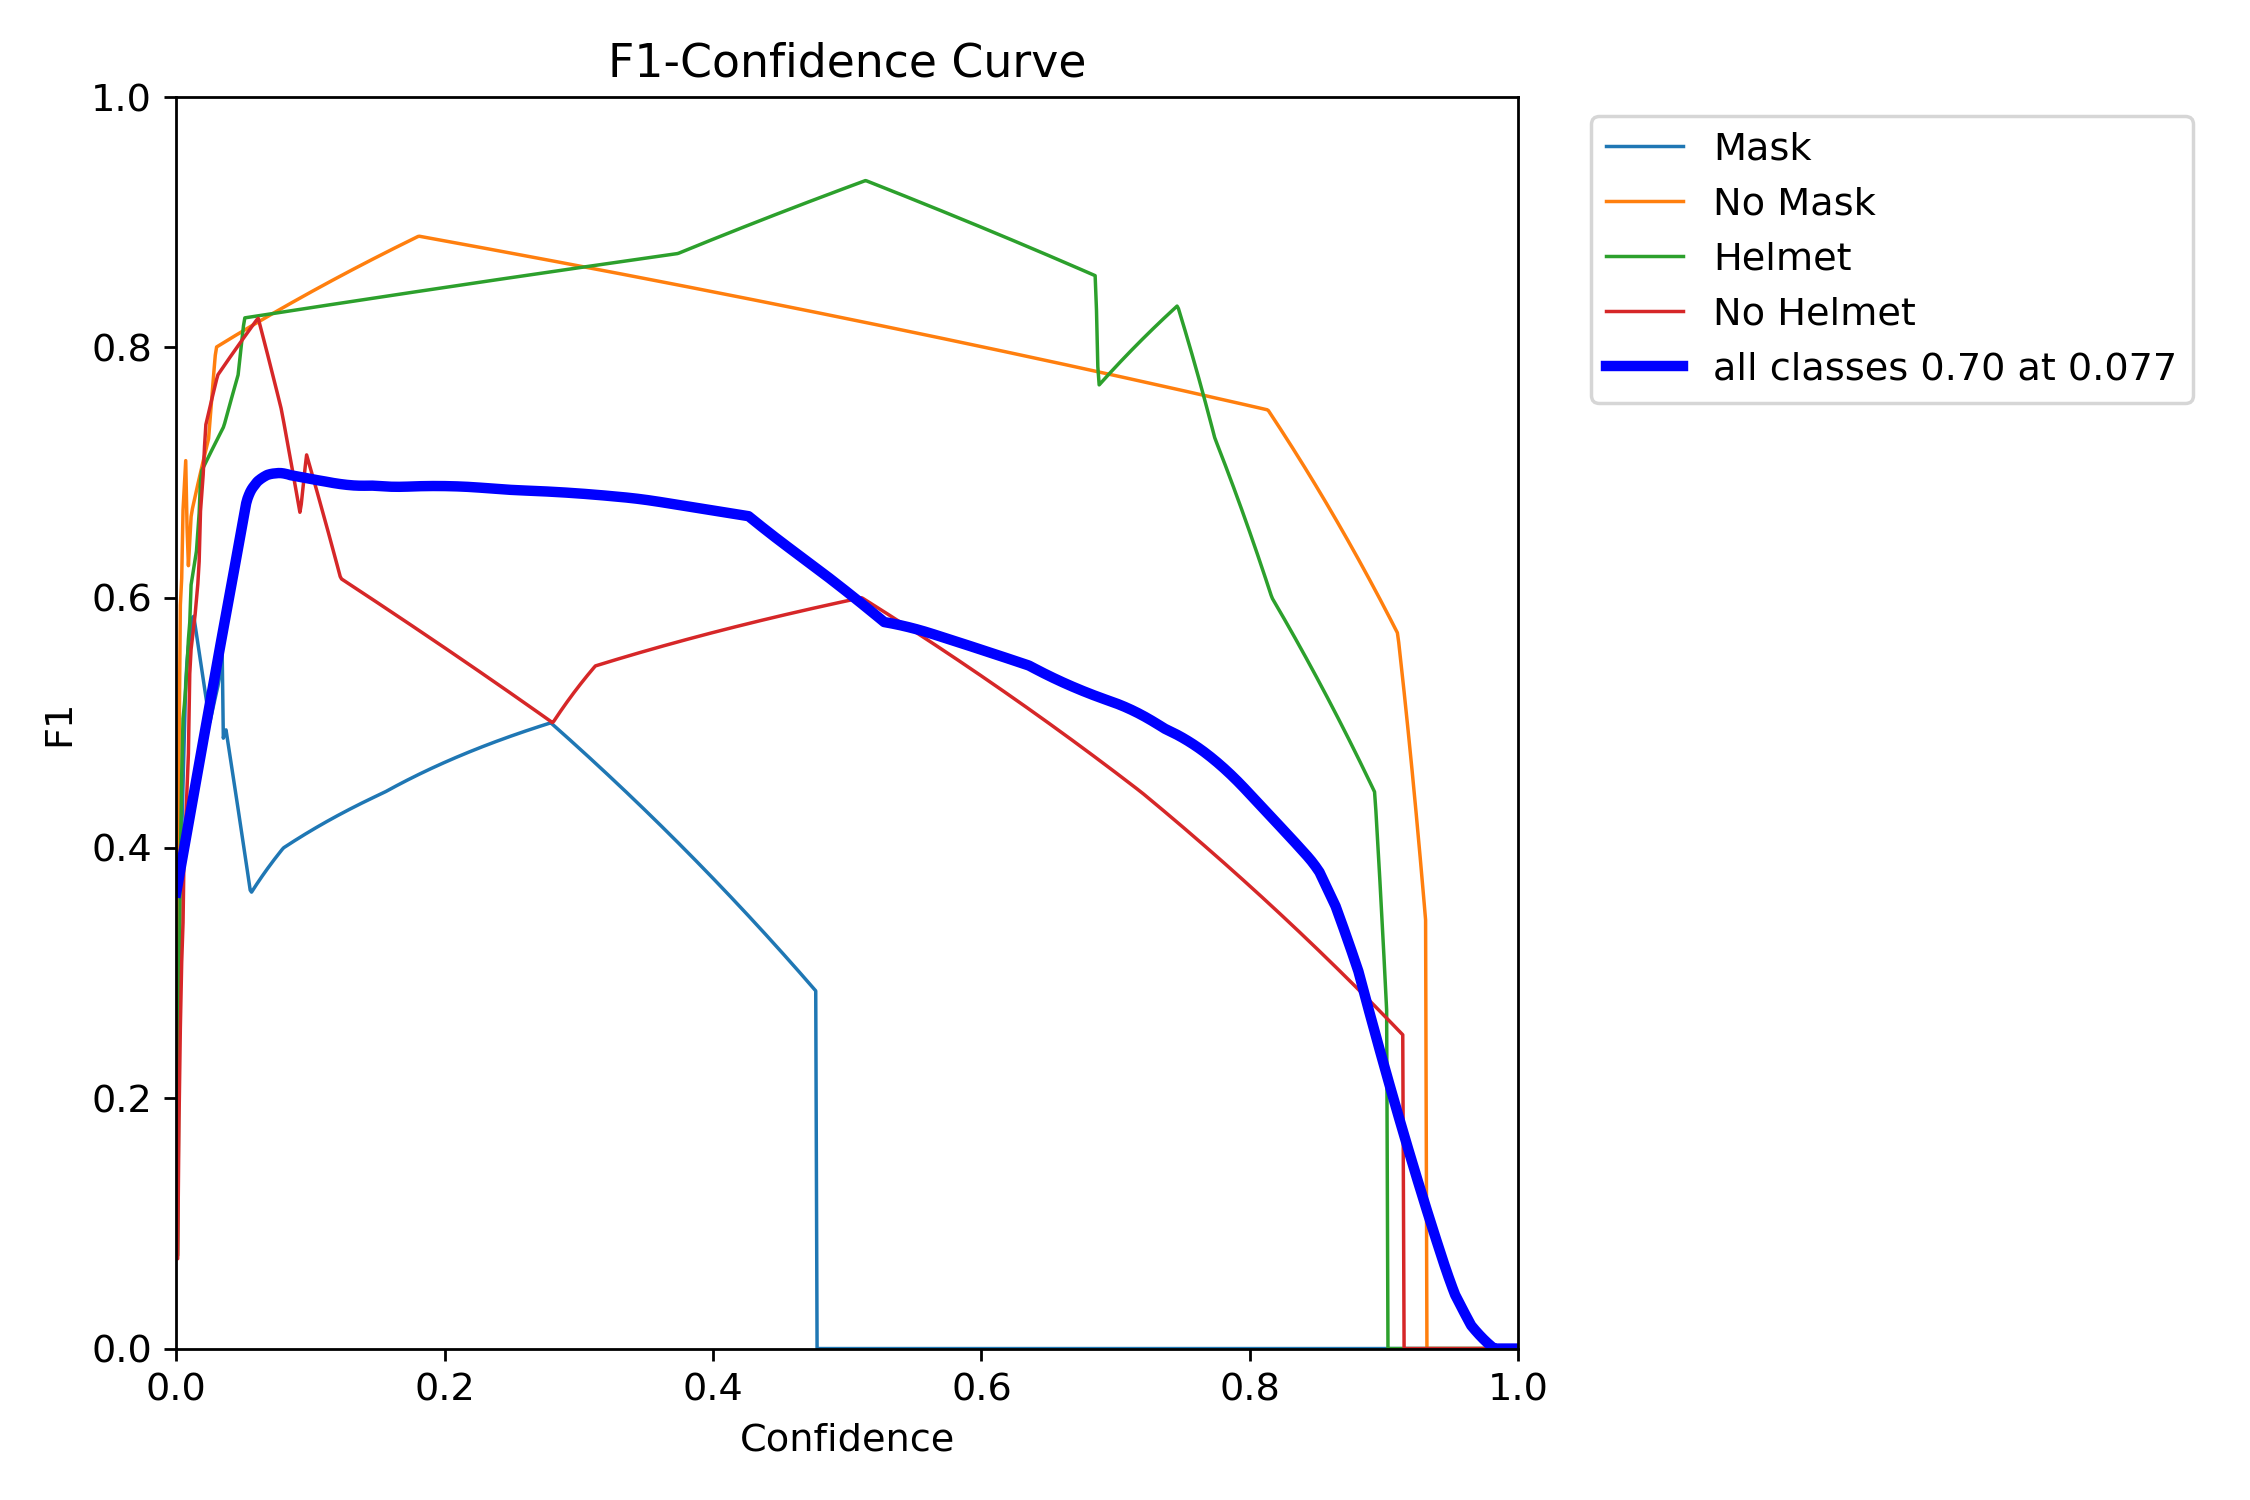 F1-Confidence Curve
1.0
0.8
0.6
0.4
0.2
0.0
F1
0.0 0.2 0.4 0.6 0.8 1.0
Confidence
Mask
No Mask
Helmet
No Helmet
all classes 0.70 at 0.077